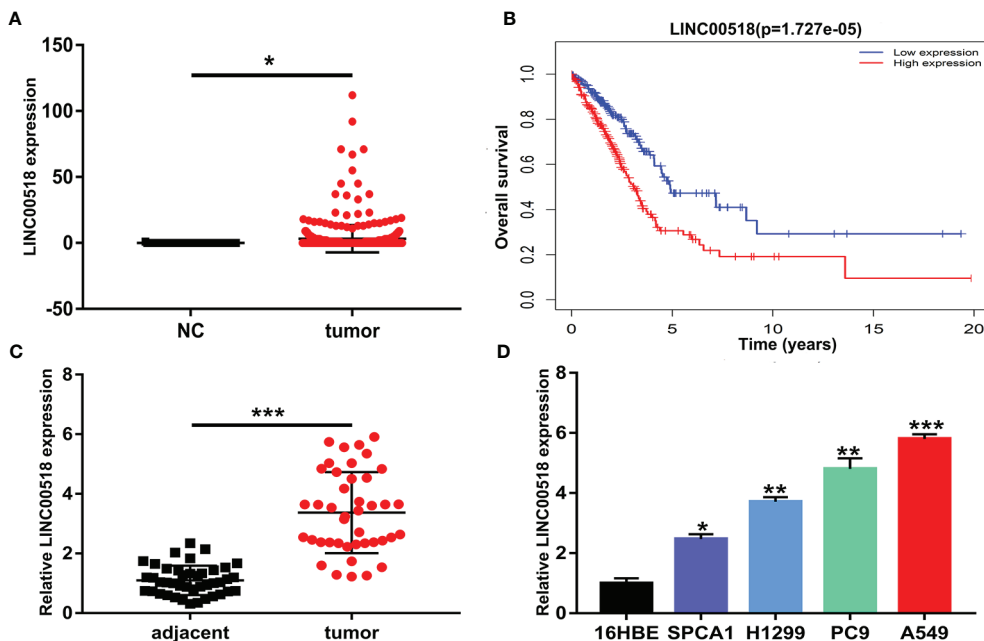 A
LINC00518 expression
150
100
50
0
-50
*
NC tumor
B
LINC00518(p=1.727e-05)
Low expression
High expression
Overall survival
1.0
0.8
0.6
0.4
0.2
0.0
0 5 10 15 20
Time (years)
C
Relative LINC00518 expression
8
6
4
2
0
***
adjacent tumor
D
Relative LINC00518 expression
8
6
4
2
0
* ** ** ***
16HBE SPCA1 H1299 PC9 A549